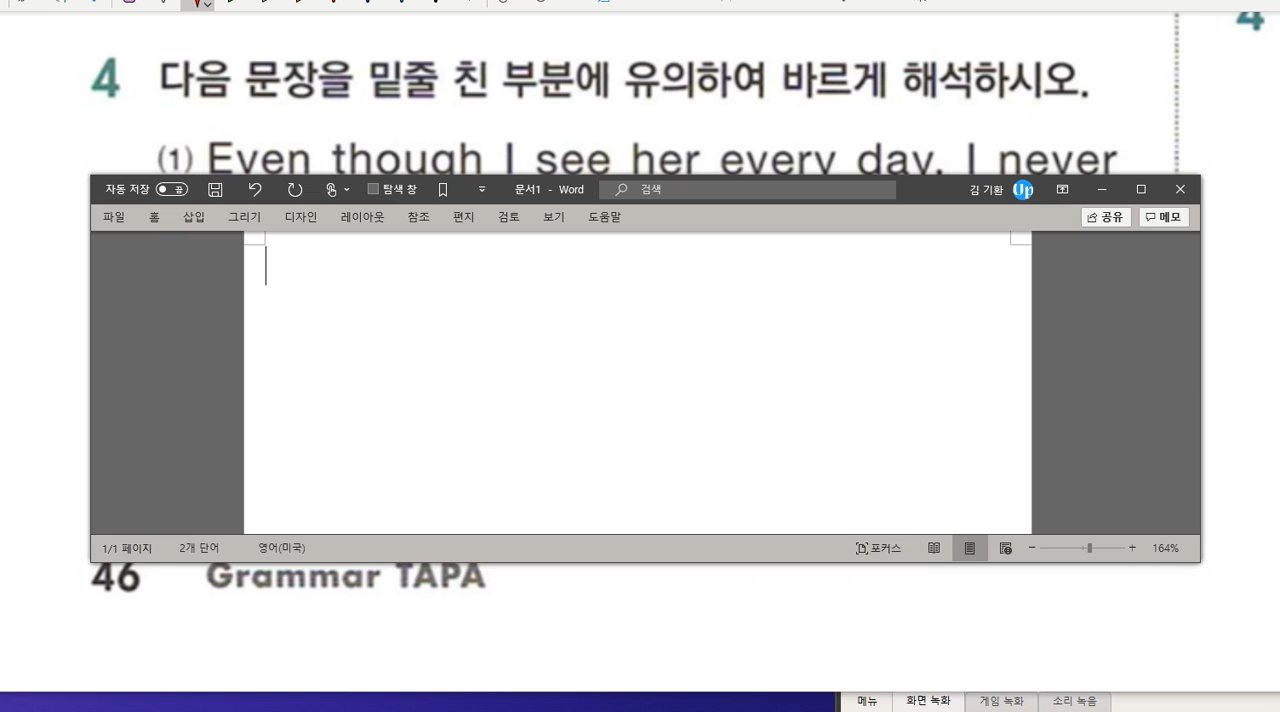 4
4 다음 문장을 밑줄 친 부분에 유의하여 바르게 해석하시오.
(1) Even though I see her every day, I never
자동 저장 끔 탐색 창 문서1 - Word 검색 김 기환 Up
파일 홈 삽입 그리기 디자인 레이아웃 참조 편지 검토 보기 도움말 공유 메모
1/1 페이지 2개 단어 영어(미국) 포커스 164%
46 Grammar TAPA
메뉴 화면 녹화 게임 녹화 소리 녹음